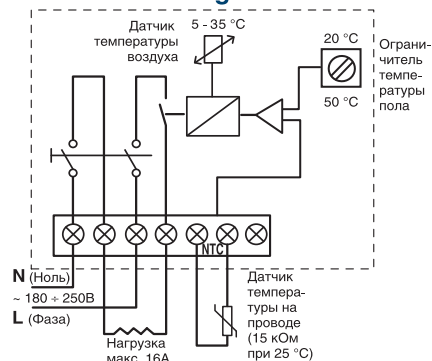 Датчик
температуры
воздуха
5 - 35 °C
20 °C
50 °C
Ограни-
читель
темпе-
ратуры
пола
NTC
N (Ноль)
~ 180 ÷ 250В
L (Фаза)
Нагрузка
макс. 16А
Датчик
темпера-
туры на
проводе
(15 кОм
при 25 °C)